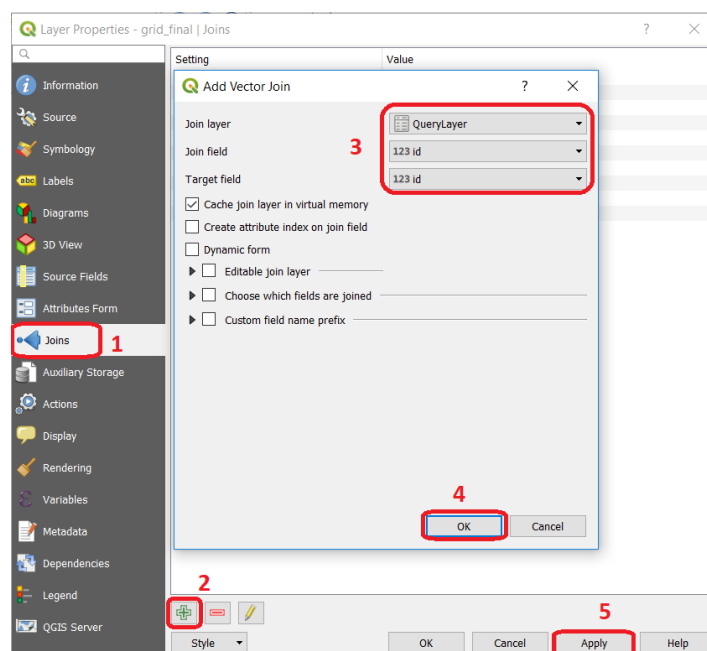 Layer Properties - grid_final | Joins ? ×
Setting Value
Information
Source
Symbology
abc Labels
Diagrams
3D View
Source Fields
Attributes Form
Joins 1
Auxiliary Storage
Actions
Display
Rendering
Variables
Metadata
Dependencies
Legend
QGIS Server
Add Vector Join ? ×
Join layer QueryLayer
Join field 3 123 id
Target field 123 id
Cache join layer in virtual memory
Create attribute index on join field
Dynamic form
Editable join layer
Choose which fields are joined
Custom field name prefix
4
OK Cancel
2
5
Style OK Cancel Apply Help